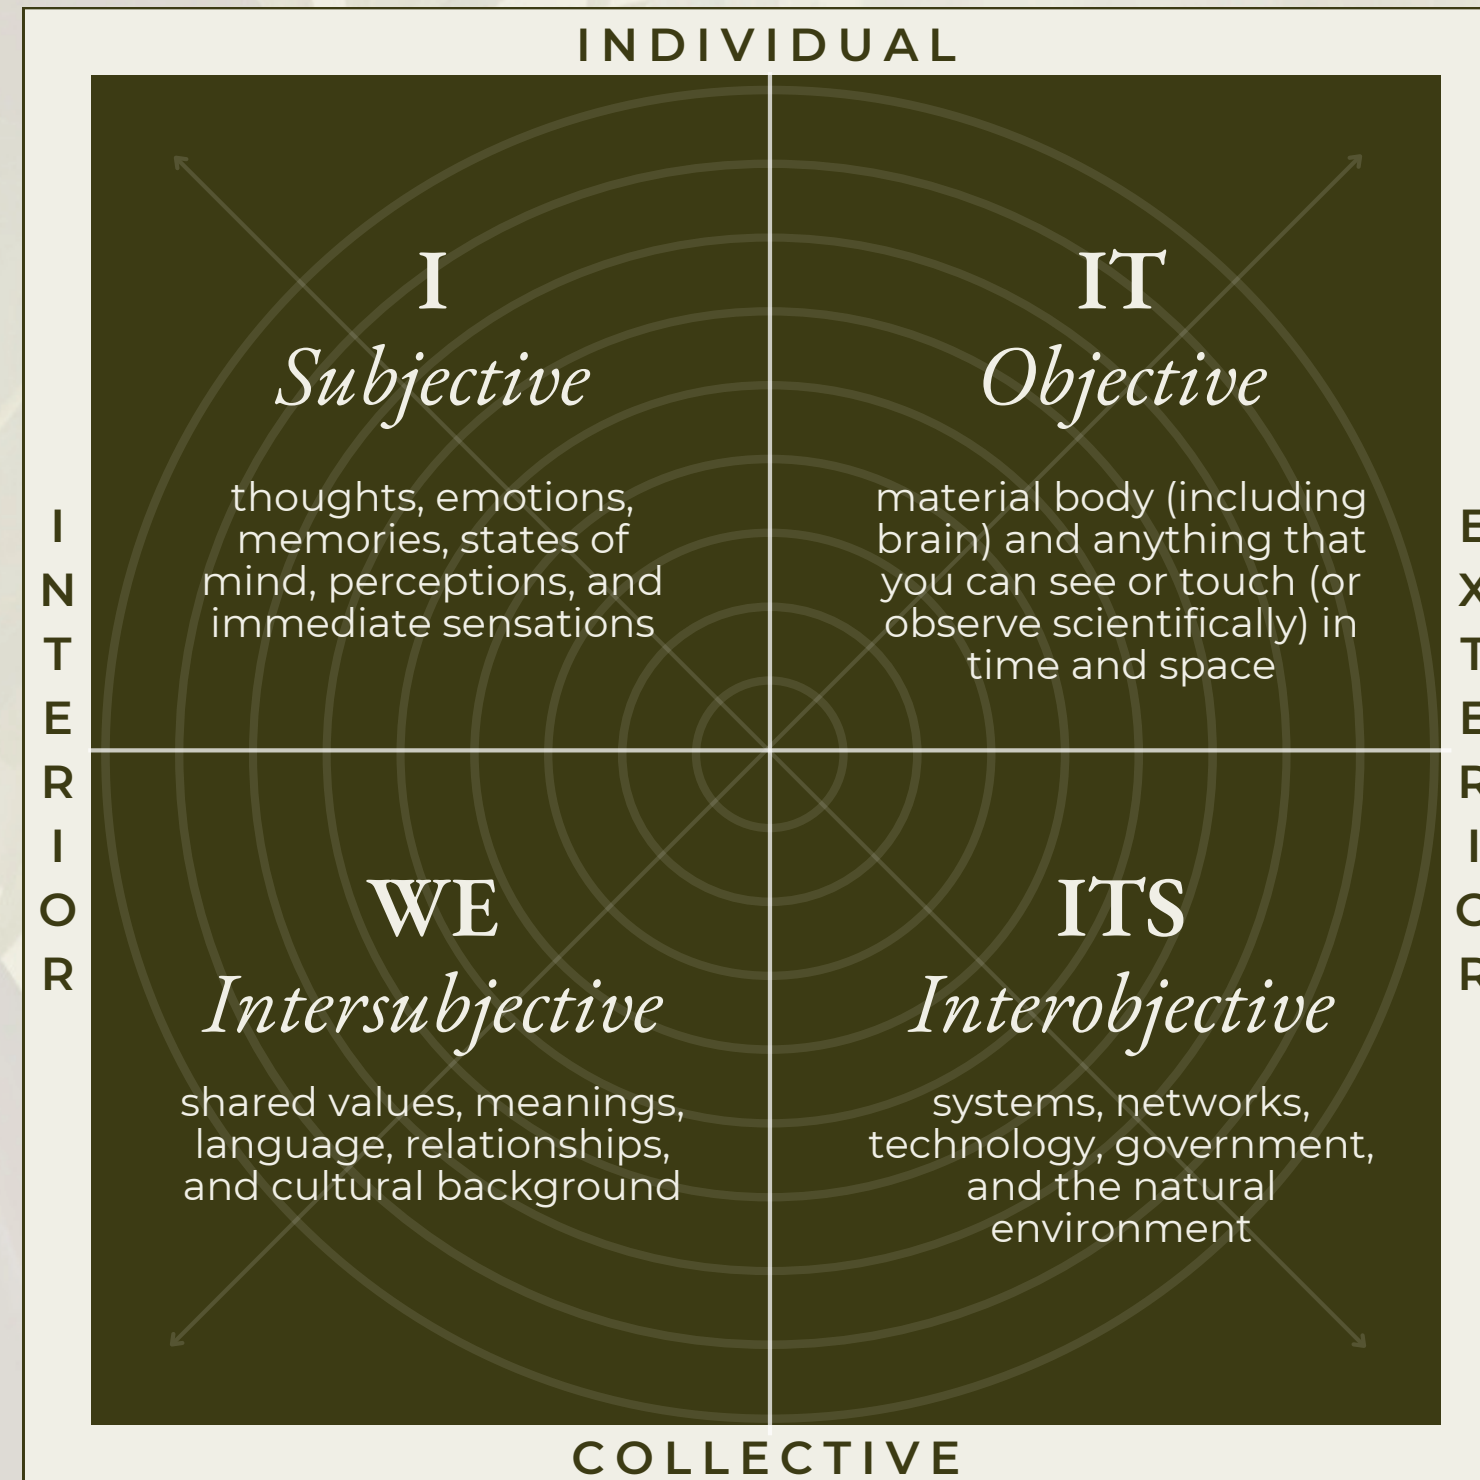 INDIVIDUAL
I
Subjective
thoughts, emotions,
memories, states of
mind, perceptions, and
immediate sensations
IT
Objective
material body (including
brain) and anything that
you can see or touch (or
observe scientifically) in
time and space
INTERIOR
EXTERIOR
WE
Intersubjective
shared values, meanings,
language, relationships,
and cultural background
ITS
Interobjective
systems, networks,
technology, government,
and the natural
environment
COLLECTIVE